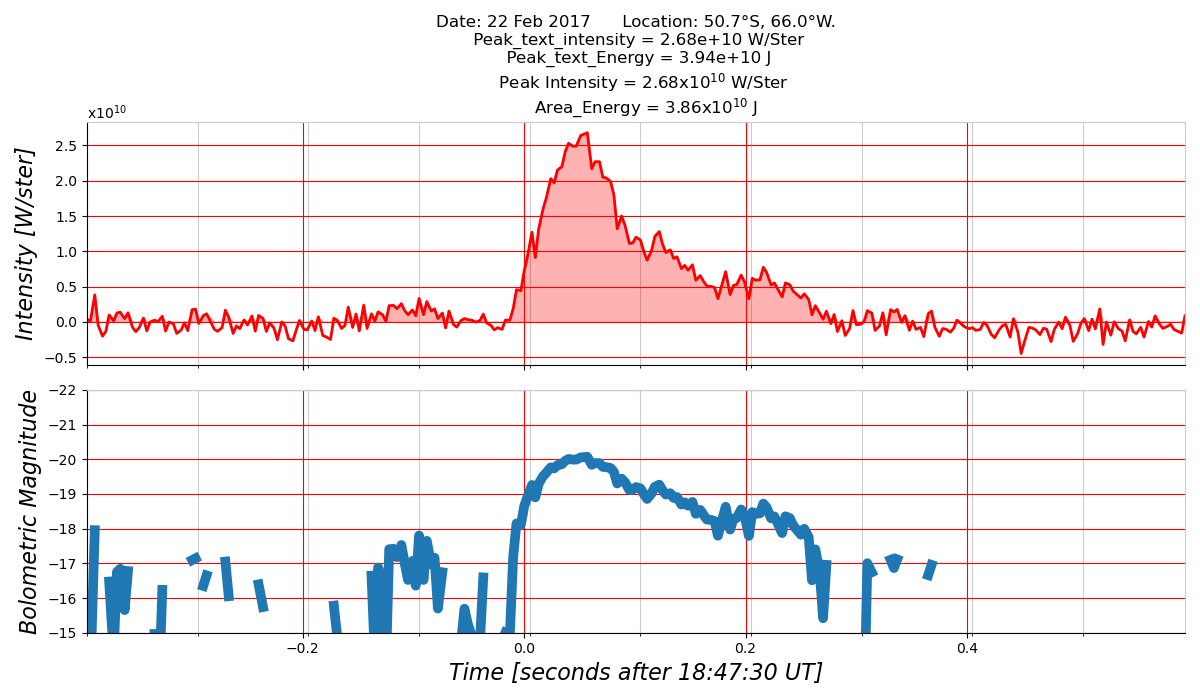 Date: 22 Feb 2017 Location: 50.7°S, 66.0°W.
Peak_text_intensity = 2.68e+10 W/Ster
Peak_text_Energy = 3.94e+10 J
Peak Intensity = 2.68x10¹⁰ W/Ster
Area_Energy = 3.86x10¹⁰ J
x10¹⁰
Intensity [W/ster]
2.5
2.0
1.5
1.0
0.5
0.0
−0.5
Bolometric Magnitude
−22
−21
−20
−19
−18
−17
−16
−15
−0.2 0.0 0.2 0.4
Time [seconds after 18:47:30 UT]